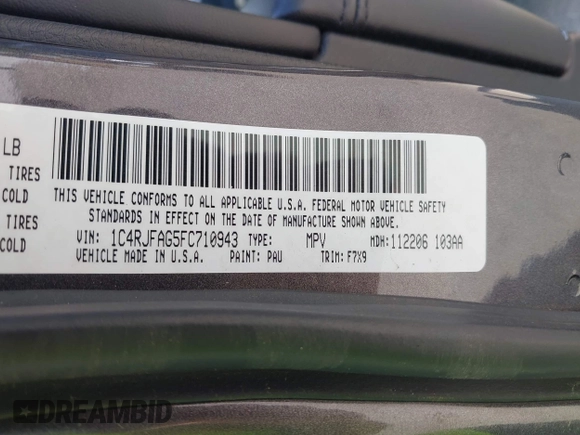 LB
TIRES
COLD
TIRES
COLD
THIS VEHICLE CONFORMS TO ALL APPLICABLE U.S.A. FEDERAL MOTOR VEHICLE SAFETY
STANDARDS IN EFFECT ON THE DATE OF MANUFACTURE SHOWN ABOVE.
VIN: 1C4RJFAG5FC710943 TYPE: MPV MDH:112206 103AA
VEHICLE MADE IN U.S.A. PAINT: PAU TRIM: F7X9
DREAMBID